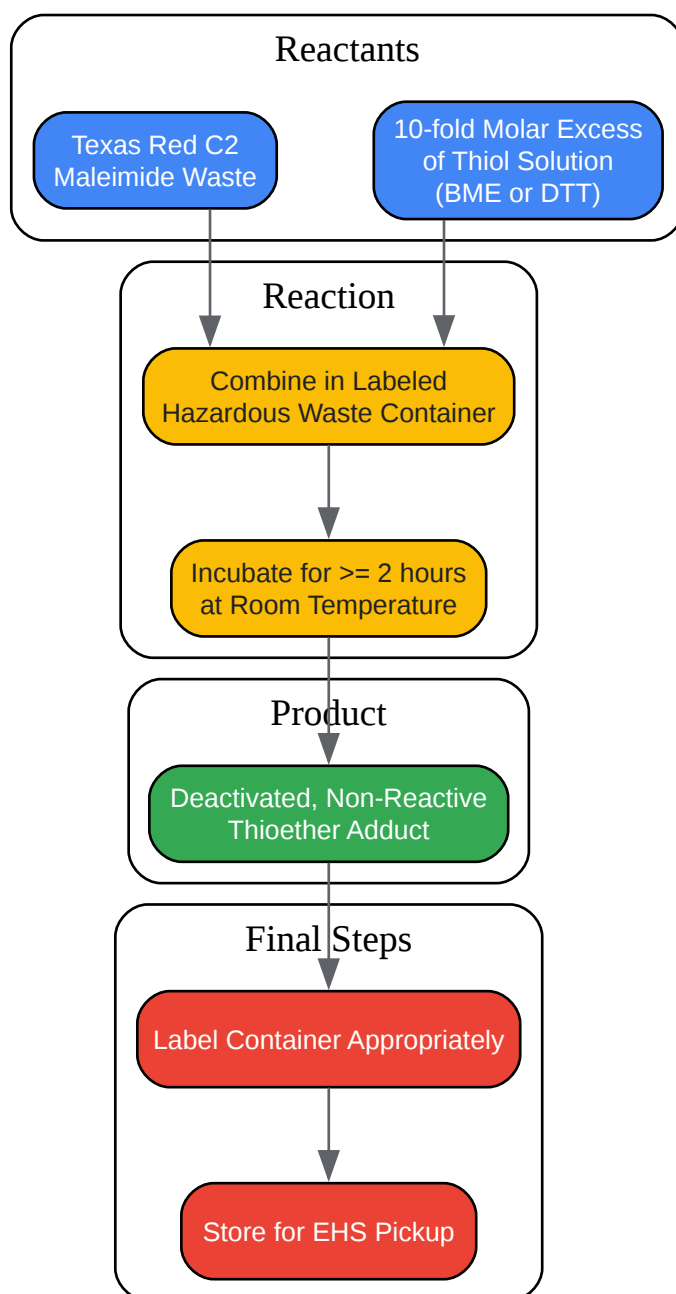 Reactants
Texas Red C2
Maleimide Waste
10-fold Molar Excess
of Thiol Solution
(BME or DTT)
Reaction
Combine in Labeled
Hazardous Waste Container
Incubate for >= 2 hours
at Room Temperature
Product
Deactivated, Non-Reactive
Thioether Adduct
Final Steps
Label Container Appropriately
Store for EHS Pickup